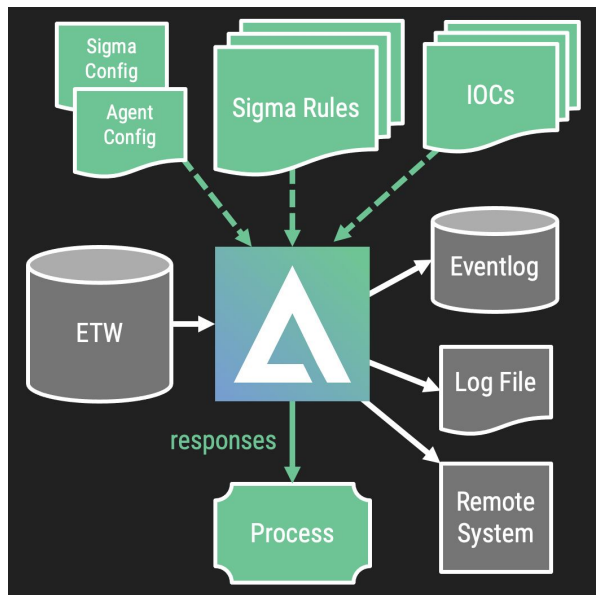 Sigma
Config
Agent
Config
Sigma Rules
IOCs
ETW
Eventlog
Log File
responses
Process
Remote
System